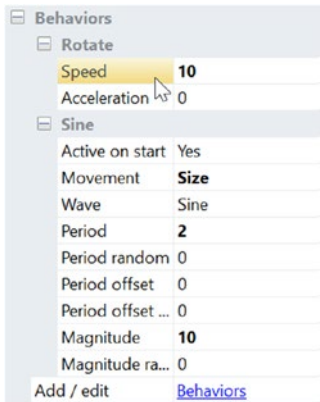 Behaviors
Rotate
Speed 10
Acceleration 0
Sine
Active on start Yes
Movement Size
Wave Sine
Period 2
Period random 0
Period offset 0
Period offset ... 0
Magnitude 10
Magnitude ra... 0
Add / edit Behaviors